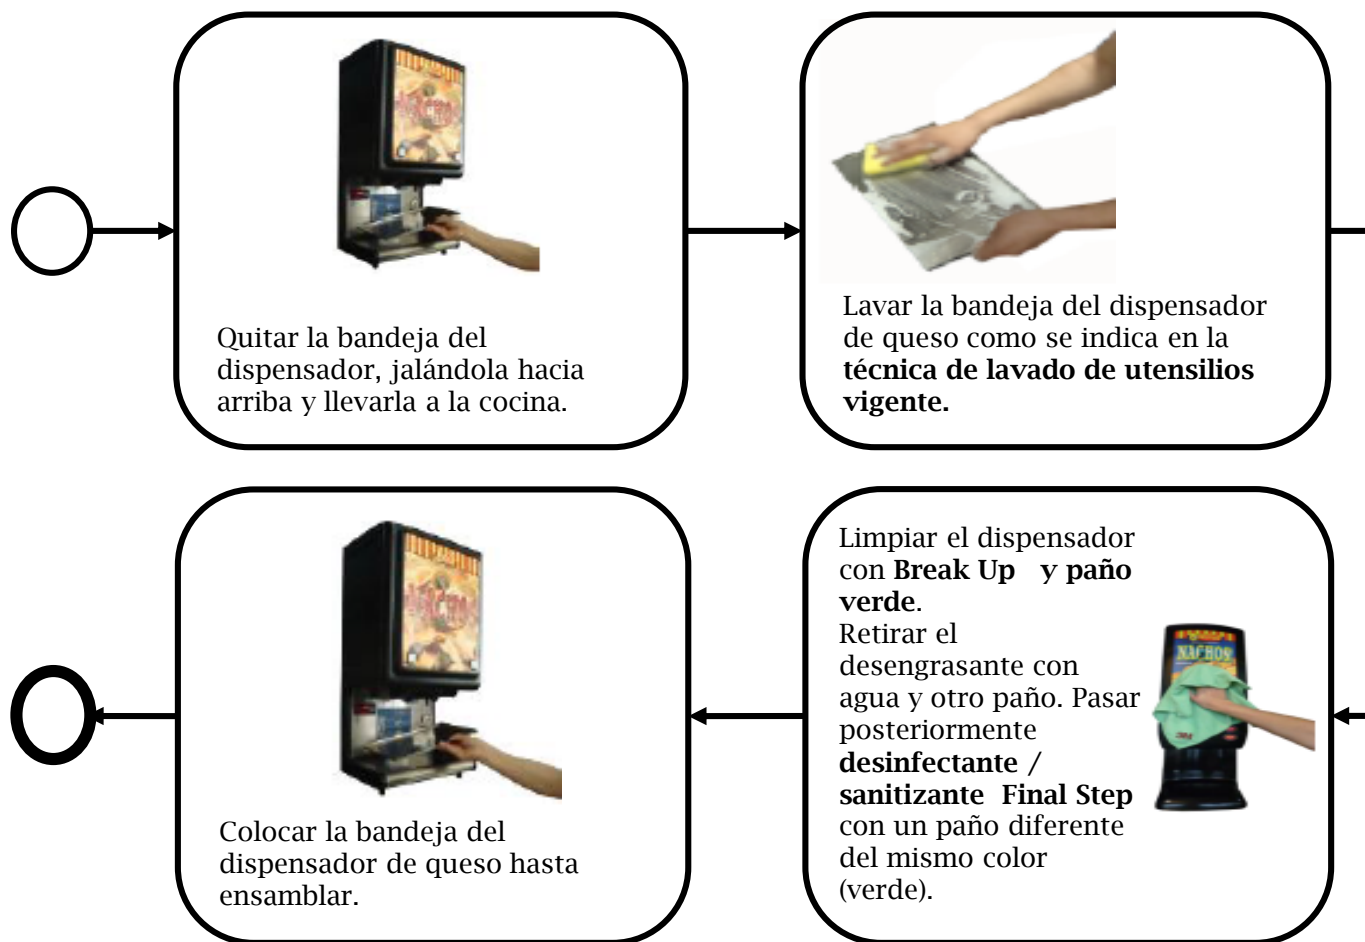 Quitar la bandeja del
dispensador, jalándola hacia
arriba y llevarla a la cocina.
Lavar la bandeja del dispensador
de queso como se indica en la
técnica de lavado de utensilios
vigente.
Limpiar el dispensador
con Break Up y paño
verde.
Retirar el
desengrasante con
agua y otro paño. Pasar
posteriormente
desinfectante /
sanitizante Final Step
con un paño diferente
del mismo color
(verde).
NACHOS
Colocar la bandeja del
dispensador de queso hasta
ensamblar.